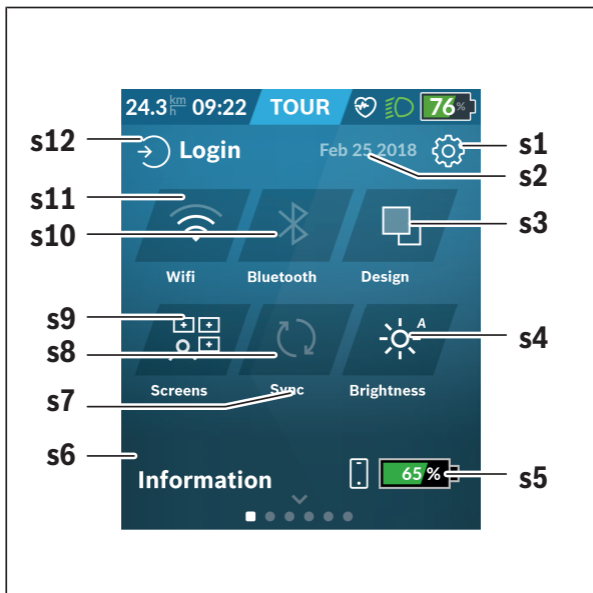 24.3 km/h 09:22 TOUR 76%
s12 Login Feb 25 2018 s1
s2
s11
s10 s3
Wifi Bluetooth Design
s9
s8 A s4
s7 Screens Sync Brightness
s6
Information 65% s5